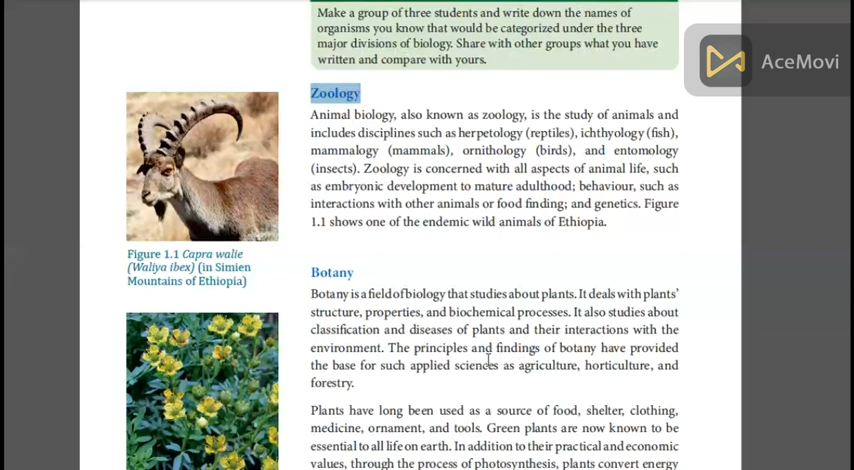 Make a group of three students and write down the names of
organisms you know that would be categorized under the three
major divisions of biology. Share with other groups what you have
written and compare with yours.
AceMovi
Zoology
Animal biology, also known as zoology, is the study of animals and
includes disciplines such as herpetology (reptiles), ichthyology (fish),
mammalogy (mammals), ornithology (birds), and entomology
(insects). Zoology is concerned with all aspects of animal life, such
as embryonic development to mature adulthood; behaviour, such as
interactions with other animals or food finding; and genetics. Figure
1.1 shows one of the endemic wild animals of Ethiopia.
Figure 1.1 Capra walie
(Waliya ibex) (in Simien
Mountains of Ethiopia)
Botany
Botany is a field of biology that studies about plants. It deals with plants’
structure, properties, and biochemical processes. It also studies about
classification and diseases of plants and their interactions with the
environment. The principles and findings of botany have provided
the base for such applied sciences as agriculture, horticulture, and
forestry.
Plants have long been used as a source of food, shelter, clothing,
medicine, ornament, and tools. Green plants are now known to be
essential to all life on earth. In addition to their practical and economic
values, through the process of photosynthesis, plants convert energy